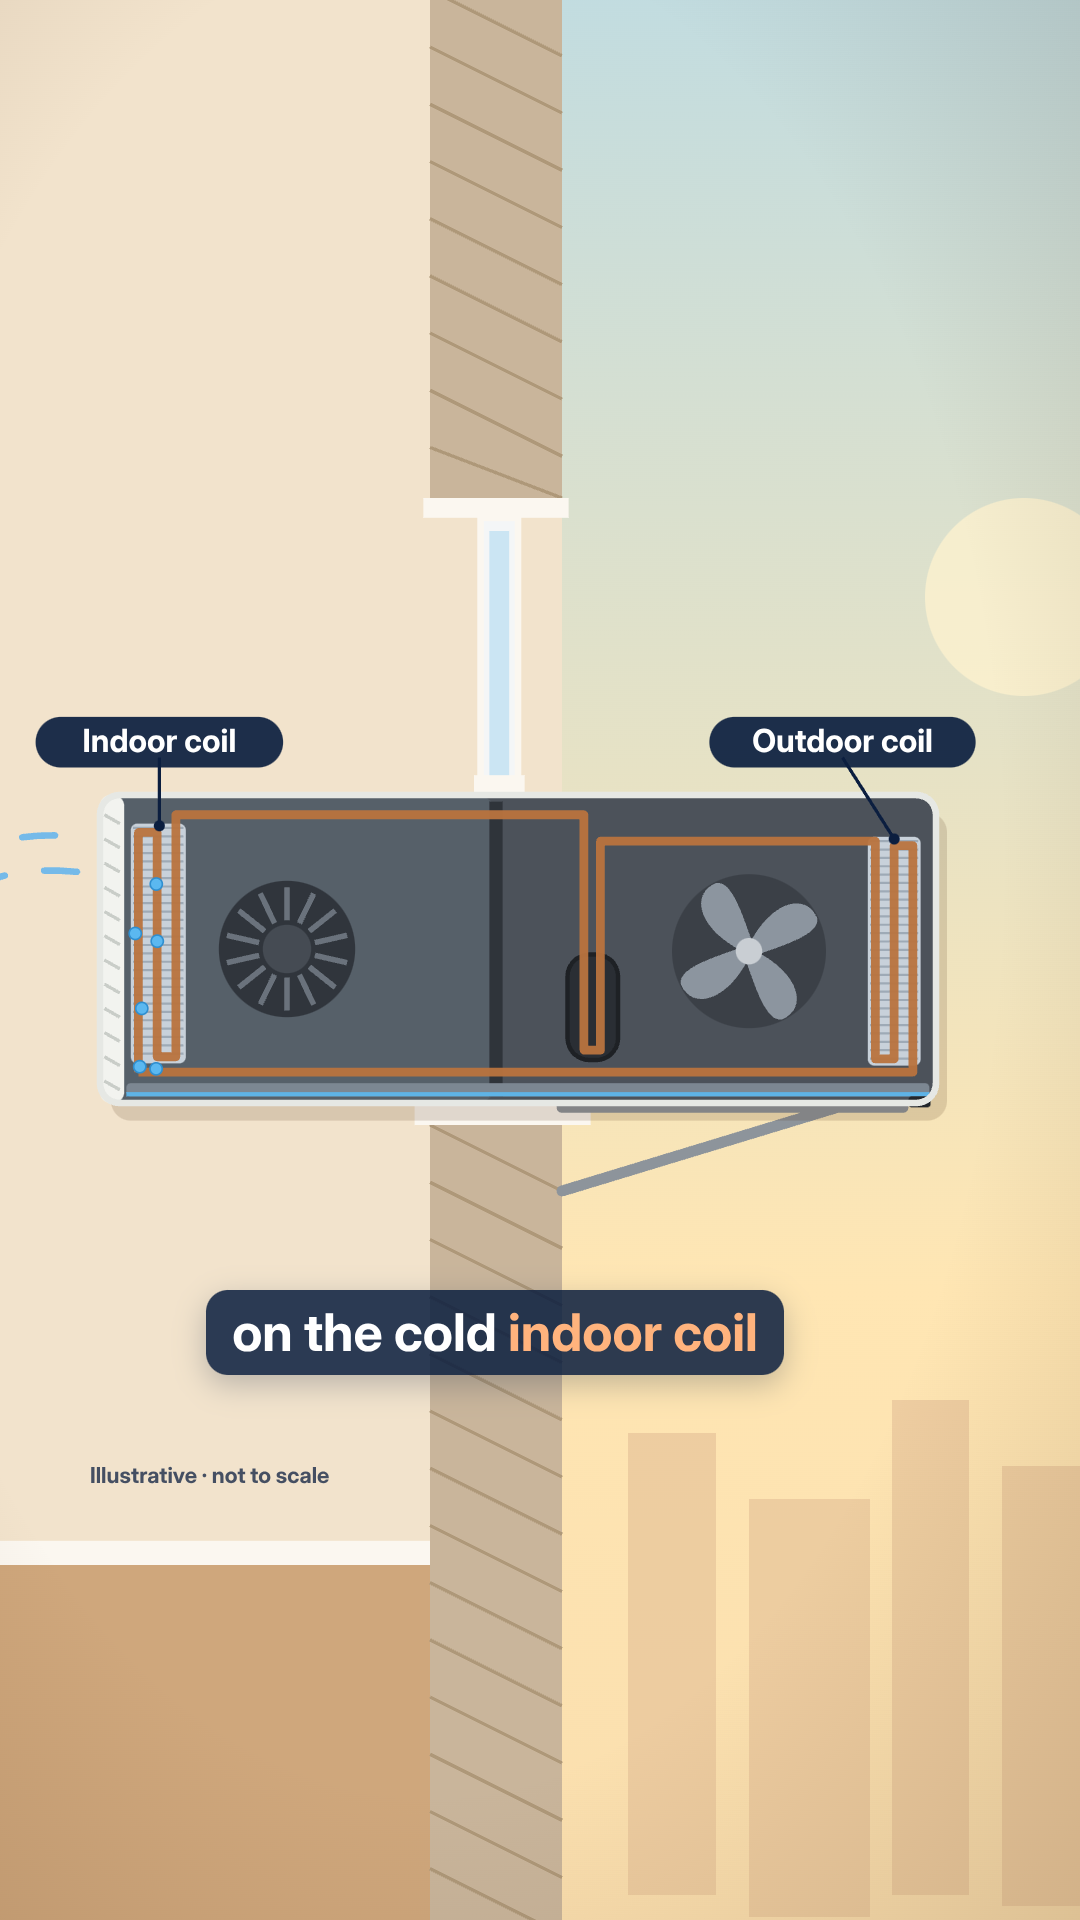 Indoor coil
Outdoor coil
on the cold indoor coil
Illustrative · not to scale